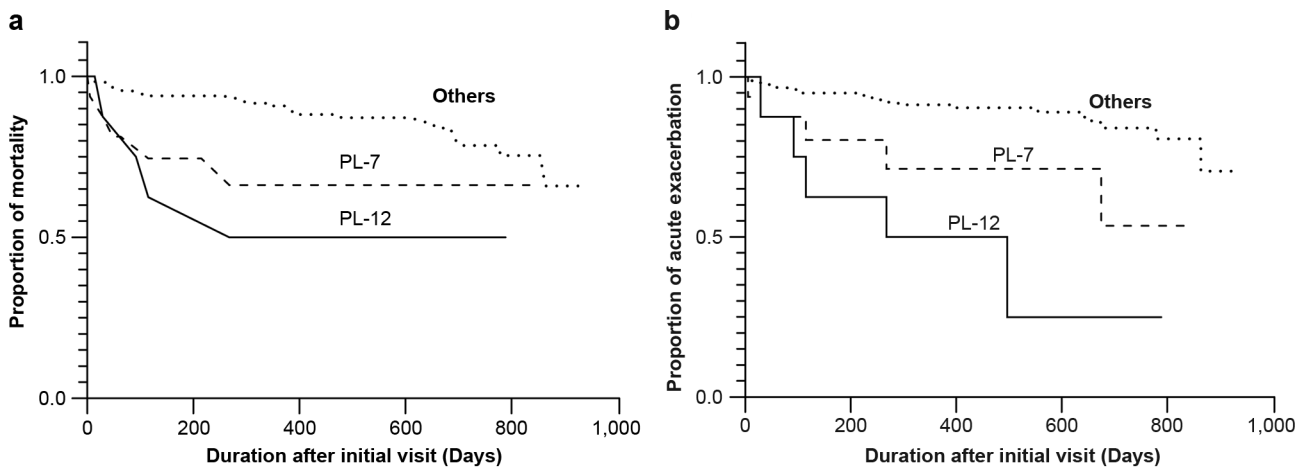 a
Proportion of mortality
1.0
0.5
0.0
Others
PL-7
PL-12
0 200 400 600 800 1,000
Duration after initial visit (Days)
b
Proportion of acute exacerbation
1.0
0.5
0.0
Others
PL-7
PL-12
0 200 400 600 800 1,000
Duration after initial visit (Days)